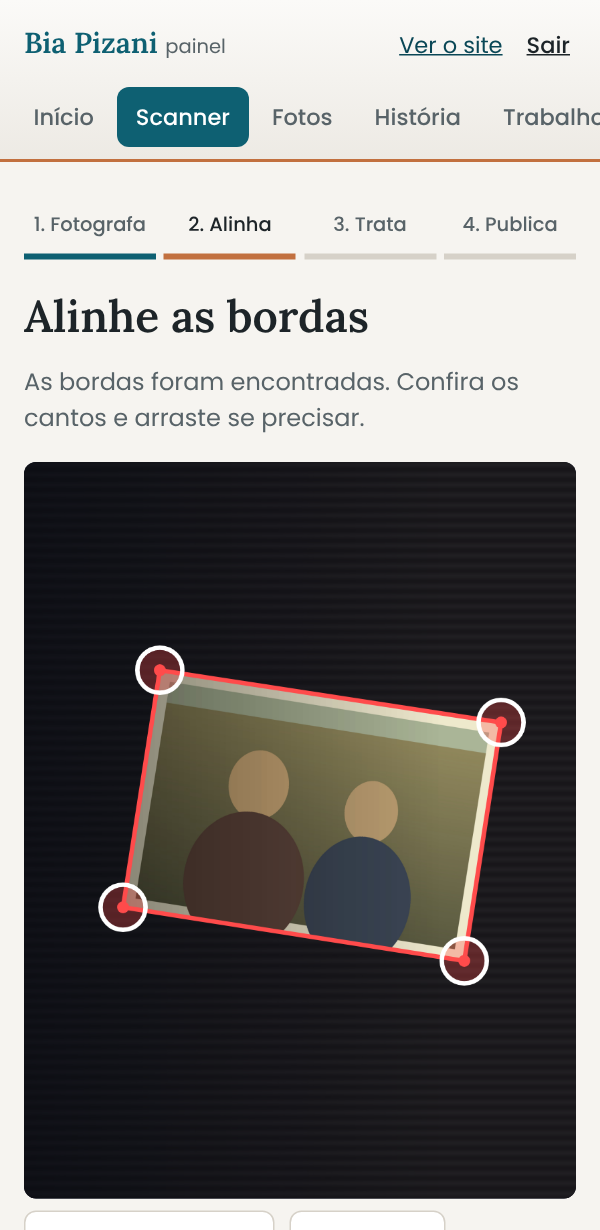 Bia Pizani painel
Ver o site Sair
Início Scanner Fotos História Trabalho
1. Fotografa 2. Alinha 3. Trata 4. Publica
Alinhe as bordas
As bordas foram encontradas. Confira os
cantos e arraste se precisar.